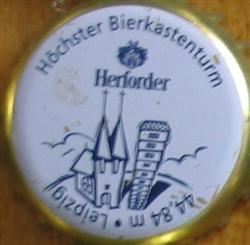 Höchster Bierkastenturm
Herforder
Leipzig • 44,84 m